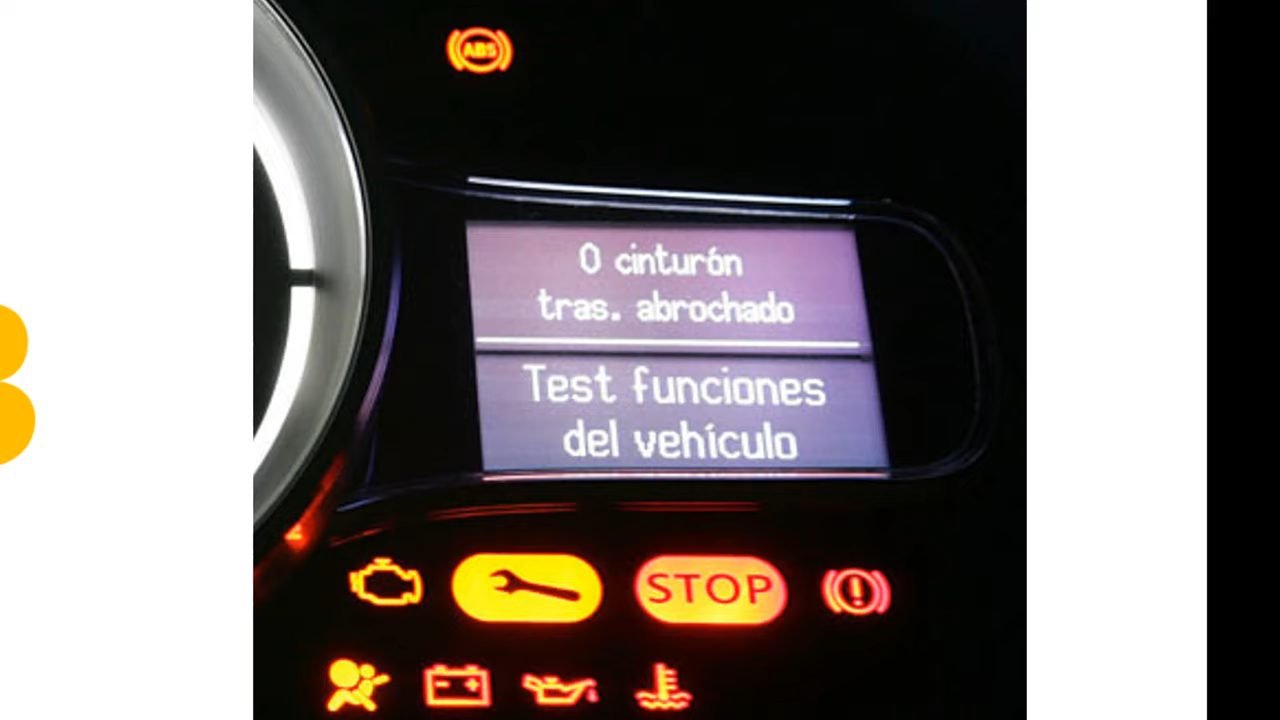 ABS
0 cinturón
tras. abrochado
Test funciones
del vehículo
STOP